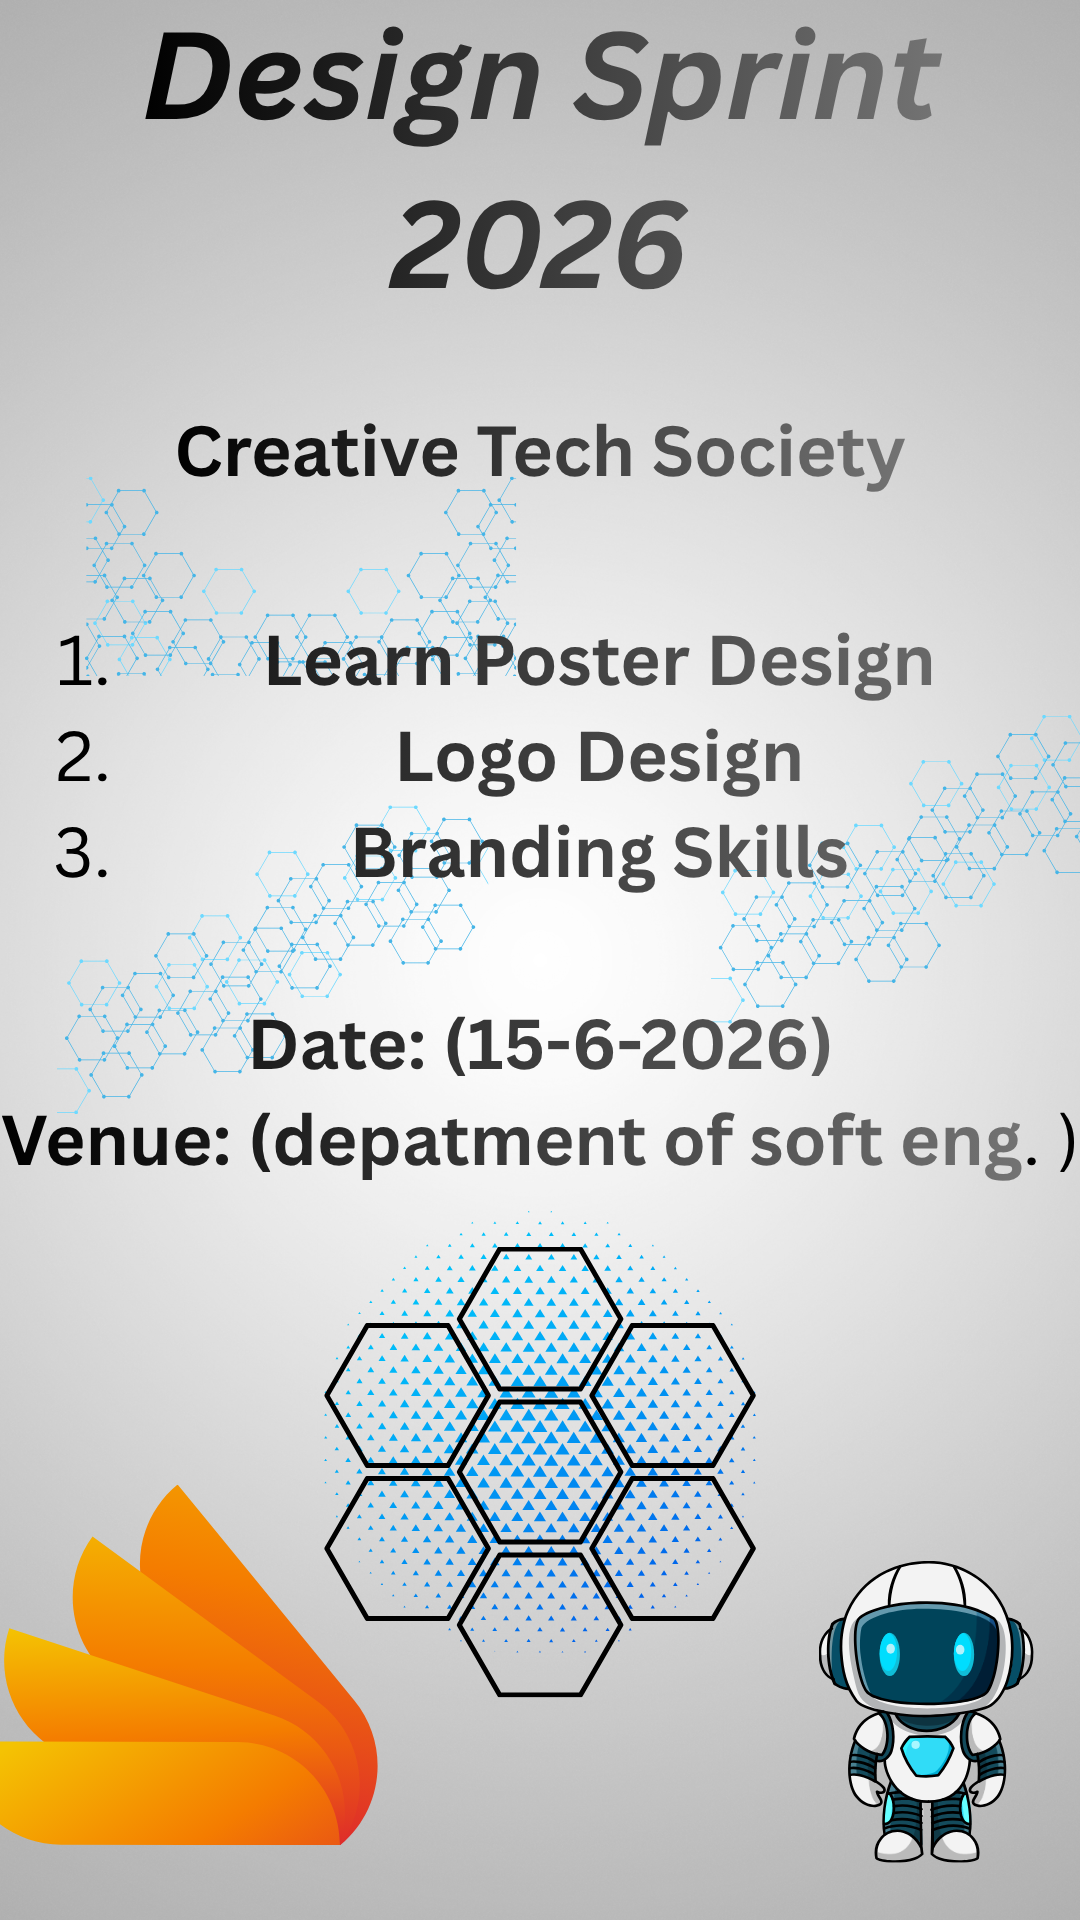 Design Sprint
2026
Creative Tech Society
1. Learn Poster Design
2. Logo Design
3. Branding Skills
Date: (15-6-2026)
Venue: (depatment of soft eng. )